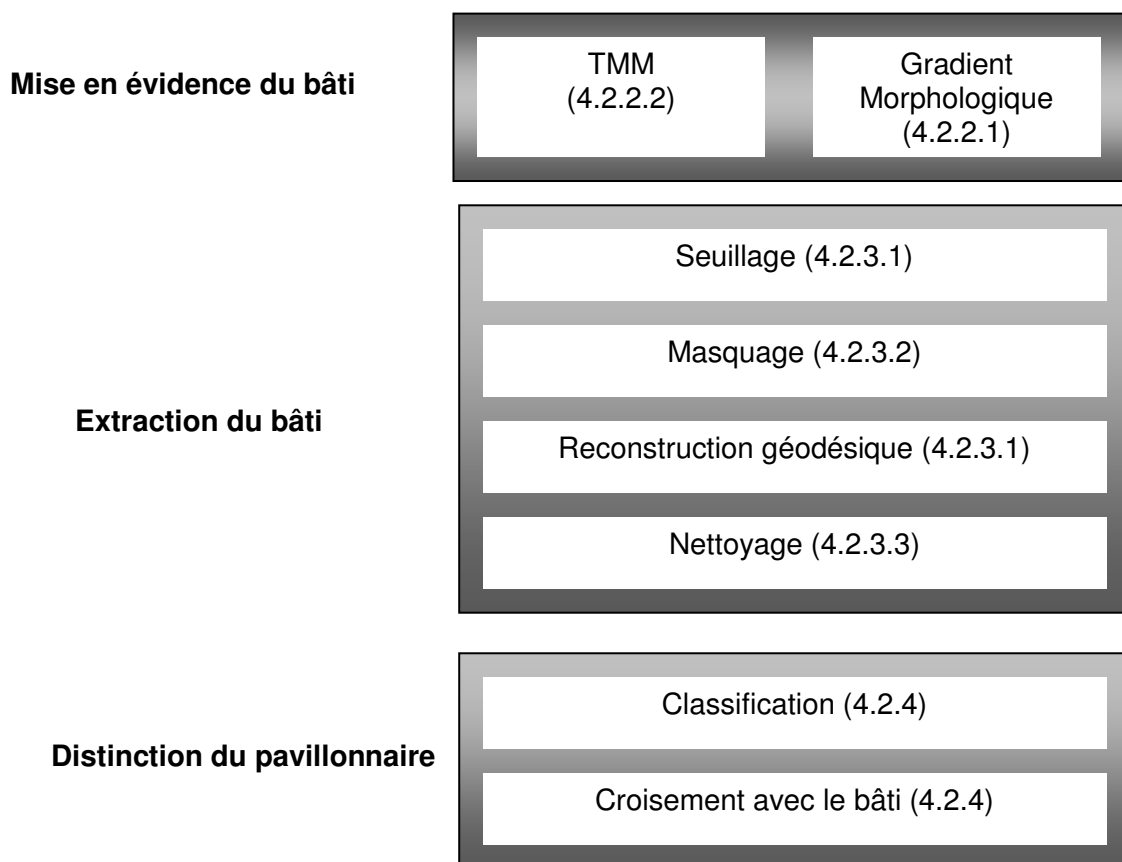 Mise en évidence du bâti
TMM
(4.2.2.2)
Gradient
Morphologique
(4.2.2.1)
Extraction du bâti
Seuillage (4.2.3.1)
Masquage (4.2.3.2)
Reconstruction géodésique (4.2.3.1)
Nettoyage (4.2.3.3)
Distinction du pavillonnaire
Classification (4.2.4)
Croisement avec le bâti (4.2.4)